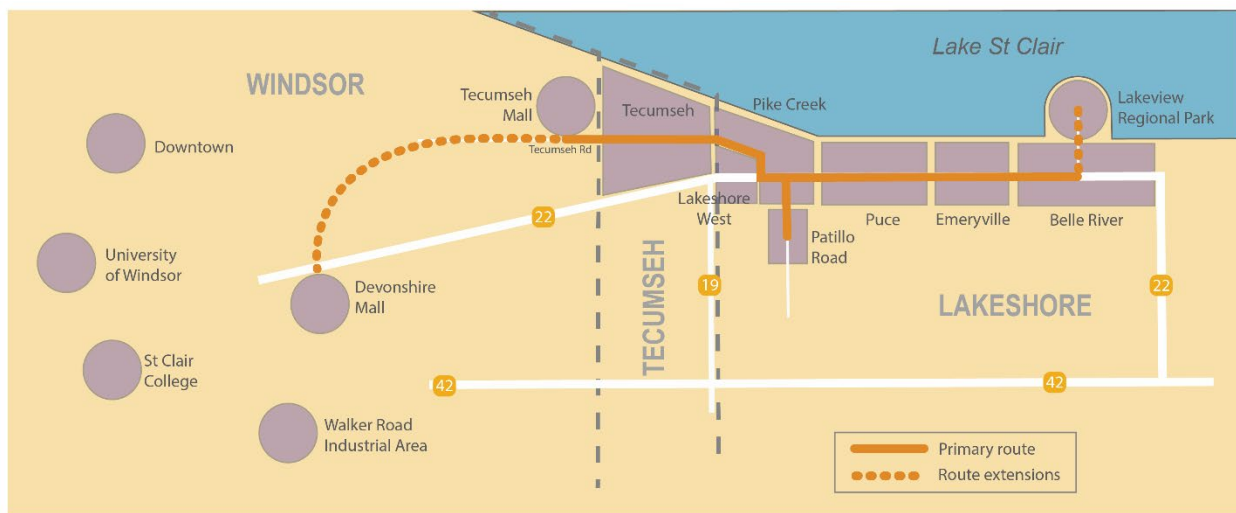 Lake St Clair
WINDSOR
Tecumseh
Mall
Tecumseh
Pike Creek
Lakeview
Regional Park
Downtown
Tecumseh Rd
Lakeshore
West
Puce
Emeryville
Belle River
22
Patillo
Road
University
of Windsor
Devonshire
Mall
19
22
TECUMSEH
LAKESHORE
St Clair
College
42
42
Walker Road
Industrial Area
Primary route
Route extensions